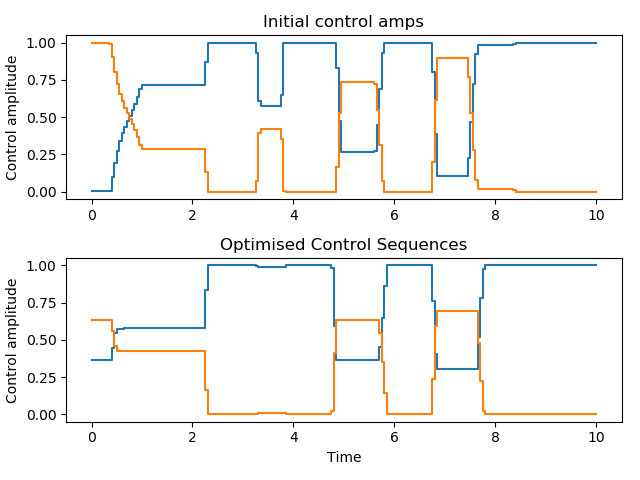 Initial control amps
1.00
0.75
0.50
0.25
0.00
Control amplitude
0 2 4 6 8 10
Optimised Control Sequences
1.00
0.75
0.50
0.25
0.00
Control amplitude
0 2 4 6 8 10
Time